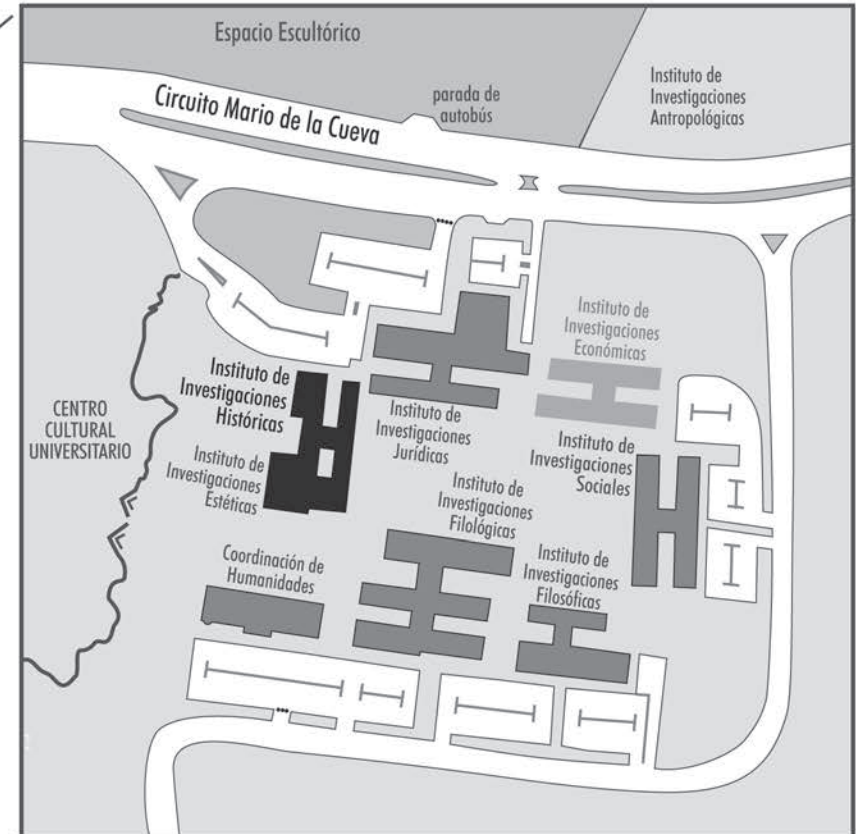 Espacio Escultórico
Instituto de
Investigaciones
Antropológicas
parada de
autobús
Circuito Mario de la Cueva
Instituto de
Investigaciones
Económicas
Instituto de
Investigaciones
Históricas
Instituto de
Investigaciones
Jurídicas
CENTRO
CULTURAL
UNIVERSITARIO
Instituto de
Investigaciones
Sociales
Instituto de
Investigaciones
Estéticas
Instituto de
Investigaciones
Filológicas
Coordinación de
Humanidades
Instituto de
Investigaciones
Filosóficas